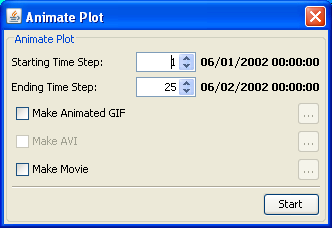 Animate Plot
Animate Plot
Starting Time Step: 1 06/01/2002 00:00:00
Ending Time Step: 25 06/02/2002 00:00:00
Make Animated GIF ...
Make AVI ...
Make Movie ...
Start